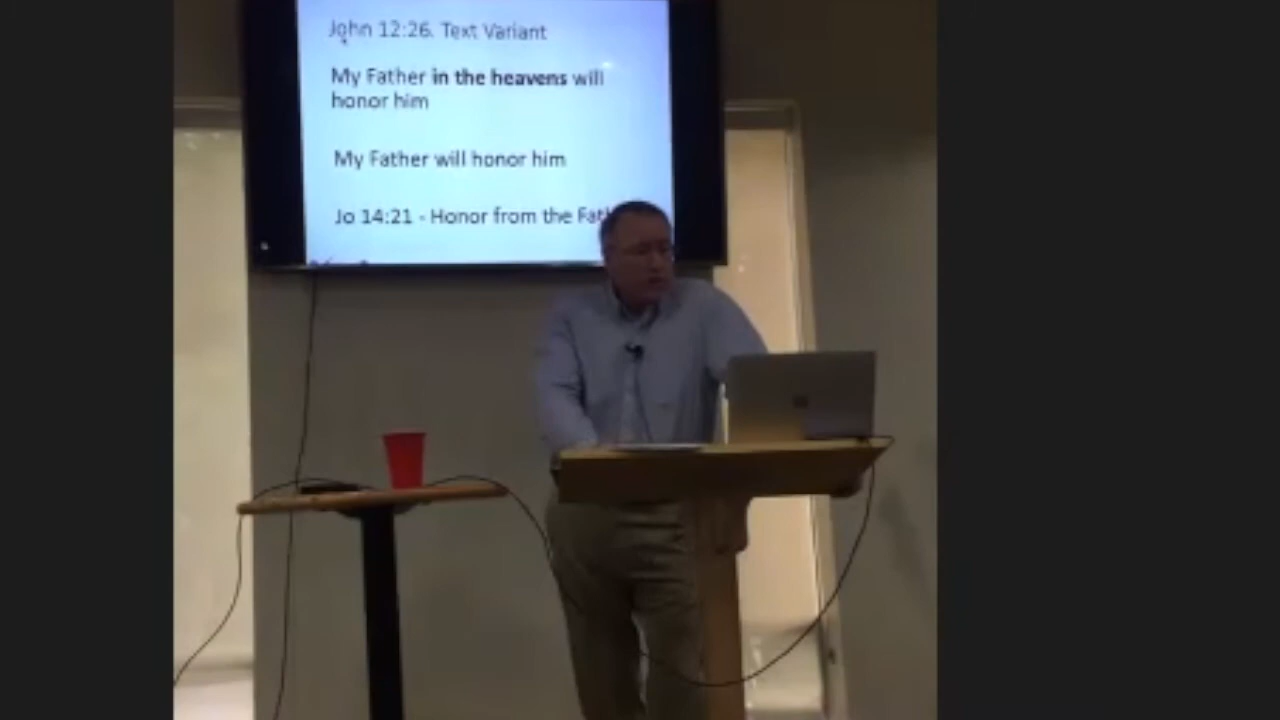 John 12:26. Text Variant
My Father in the heavens will
honor him
My Father will honor him
Jo 14:21 - Honor from the